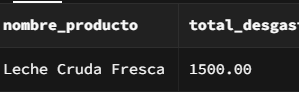 nombre_producto total_desgas
Leche Cruda Fresca 1500.00